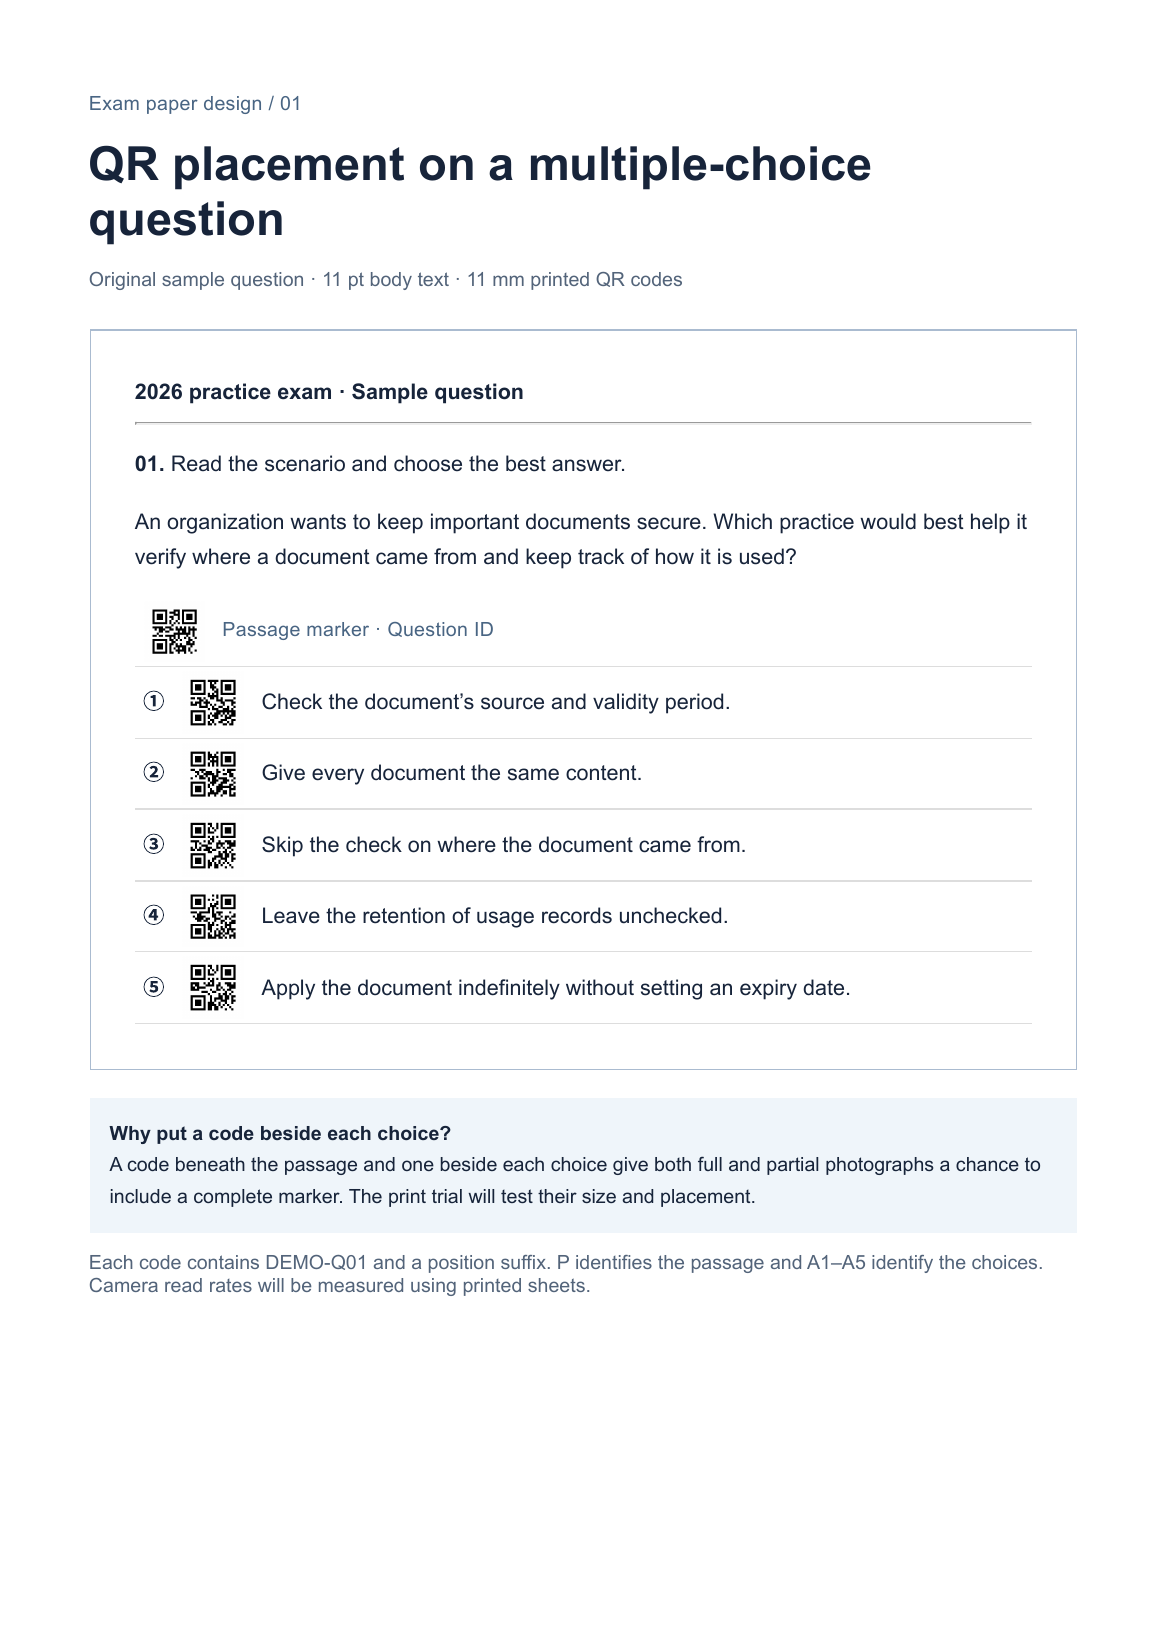 Exam paper design / 01
QR placement on a multiple-choice
question
Original sample question · 11 pt body text · 11 mm printed QR codes
2026 practice exam · Sample question
01. Read the scenario and choose the best answer.
An organization wants to keep important documents secure. Which practice would best help it
verify where a document came from and keep track of how it is used?
Passage marker · Question ID
① Check the document’s source and validity period.
② Give every document the same content.
③ Skip the check on where the document came from.
④ Leave the retention of usage records unchecked.
⑤ Apply the document indefinitely without setting an expiry date.
Why put a code beside each choice?
A code beneath the passage and one beside each choice give both full and partial photographs a chance to
include a complete marker. The print trial will test their size and placement.
Each code contains DEMO-Q01 and a position suffix. P identifies the passage and A1–A5 identify the choices.
Camera read rates will be measured using printed sheets.